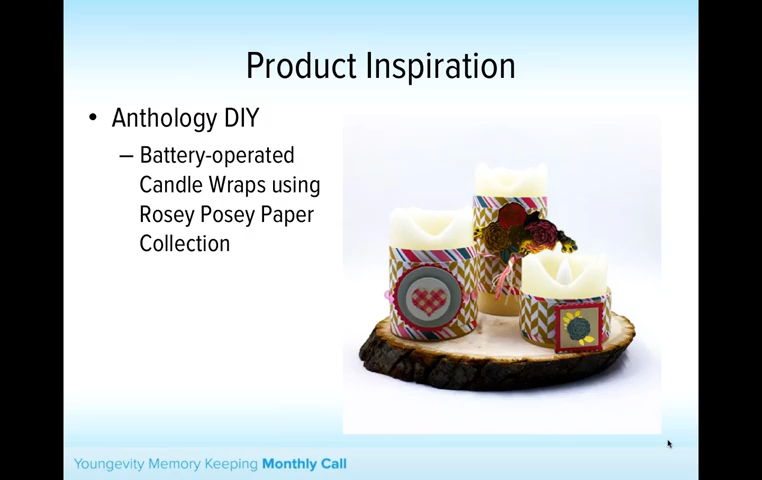 Product Inspiration
• Anthology DIY
– Battery-operated
Candle Wraps using
Rosey Posey Paper
Collection
Youngevity Memory Keeping Monthly Call